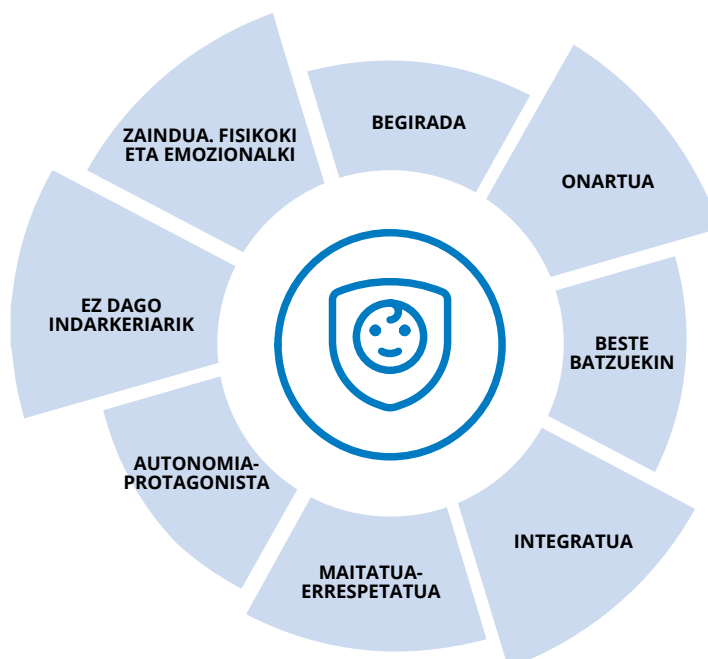 BEGIRADA
ONARTUA
BESTE
BATZUEKIN
INTEGRATUA
MAITATUA-
ERRESPETATUA
AUTONOMIA-
PROTAGONISTA
EZ DAGO
INDARKERIARIK
ZAINDUA. FISIKOKI
ETA EMOZIONALKI